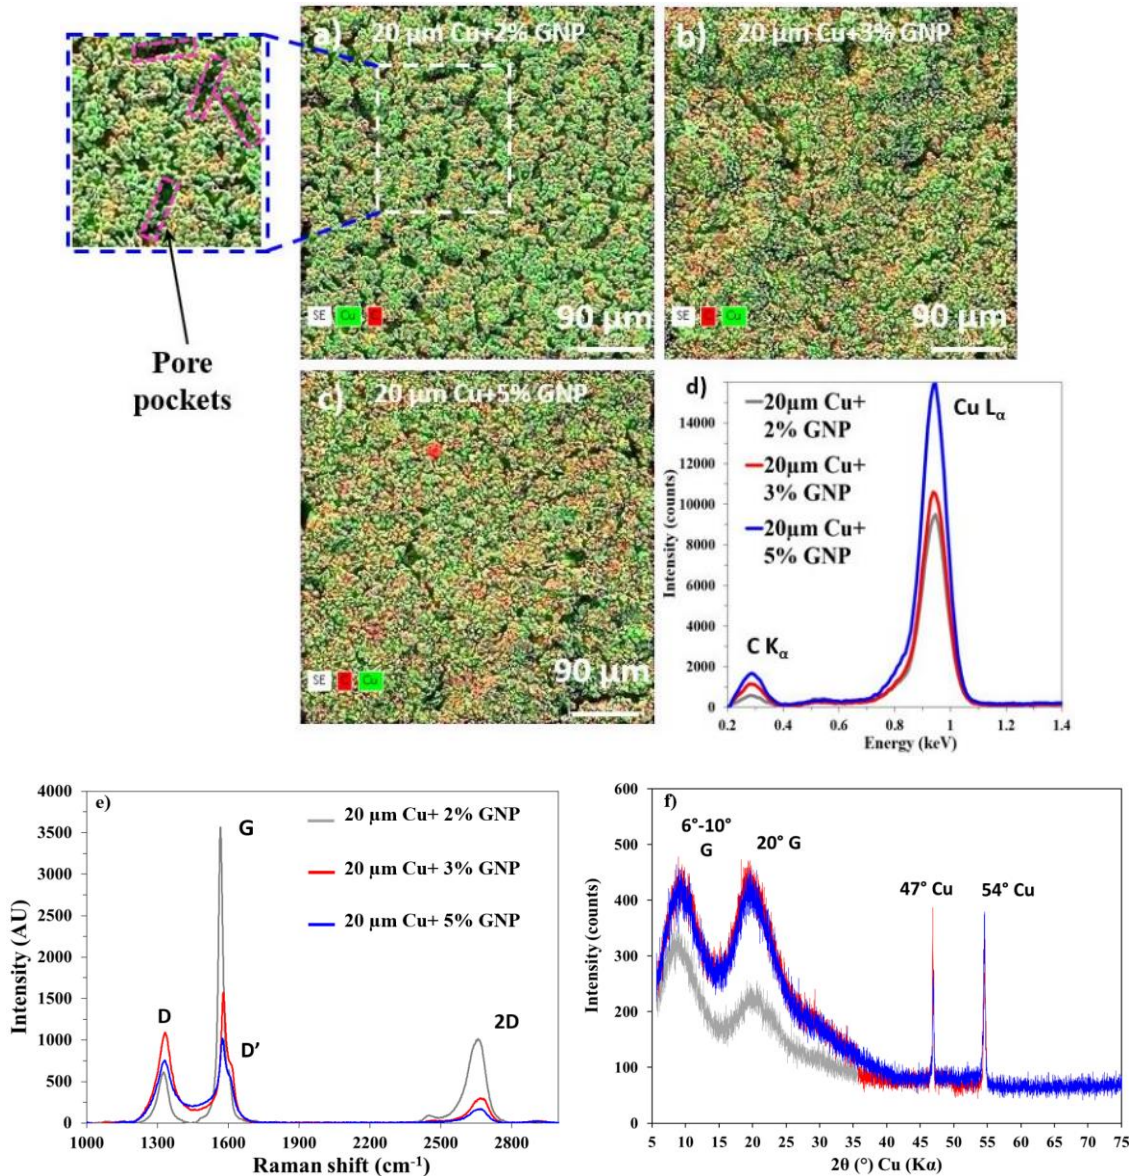 a) 20 µm Cu+2% GNP
b) 20 µm Cu+3% GNP
SE Cu
90 µm
SE C Cu
90 µm
Pore
pockets
c) 20 µm Cu+5% GNP
SE C Cu
90 µm
d)
Cu Lα
20µm Cu+
2% GNP
20µm Cu+
3% GNP
20µm Cu+
5% GNP
C Kα
Intensity (counts)
14000
12000
10000
8000
6000
4000
2000
0
0.2 0.4 0.6 0.8 1 1.2 1.4
Energy (keV)
e)
G
D
D’
2D
20 µm Cu+ 2% GNP
20 µm Cu+ 3% GNP
20 µm Cu+ 5% GNP
Intensity (AU)
4000
3500
3000
2500
2000
1500
1000
500
0
1000 1300 1600 1900 2200 2500 2800
Raman shift (cm⁻¹)
f)
6°-10°
G
20° G
47° Cu
54° Cu
Intensity (counts)
600
500
400
300
200
100
0
5 15 25 35 45 55 65 75
2θ (°) Cu (Kα)